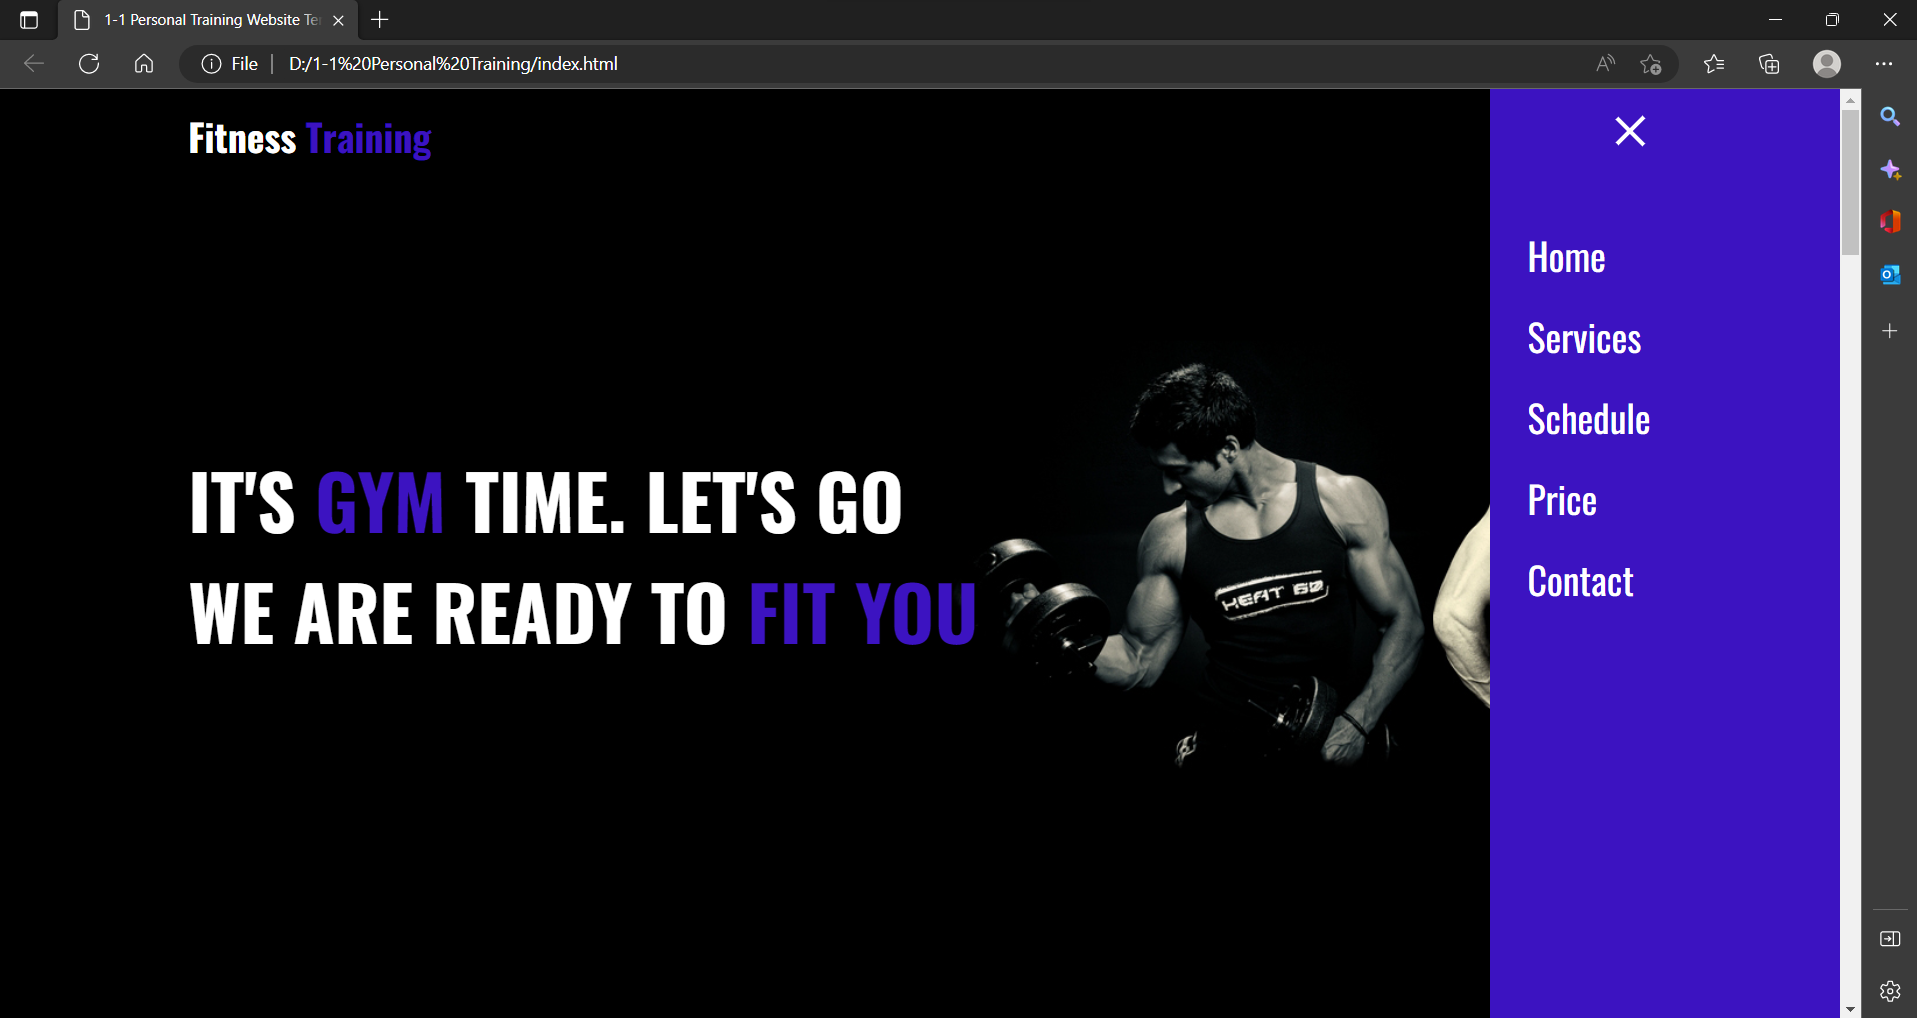 1-1 Personal Training Website Te
File
D:/1-1%20Personal%20Training/index.html
Fitness Training
Home
Services
Schedule
Price
Contact
IT'S GYM TIME. LET'S GO
WE ARE READY TO FIT YOU
HEAT 60